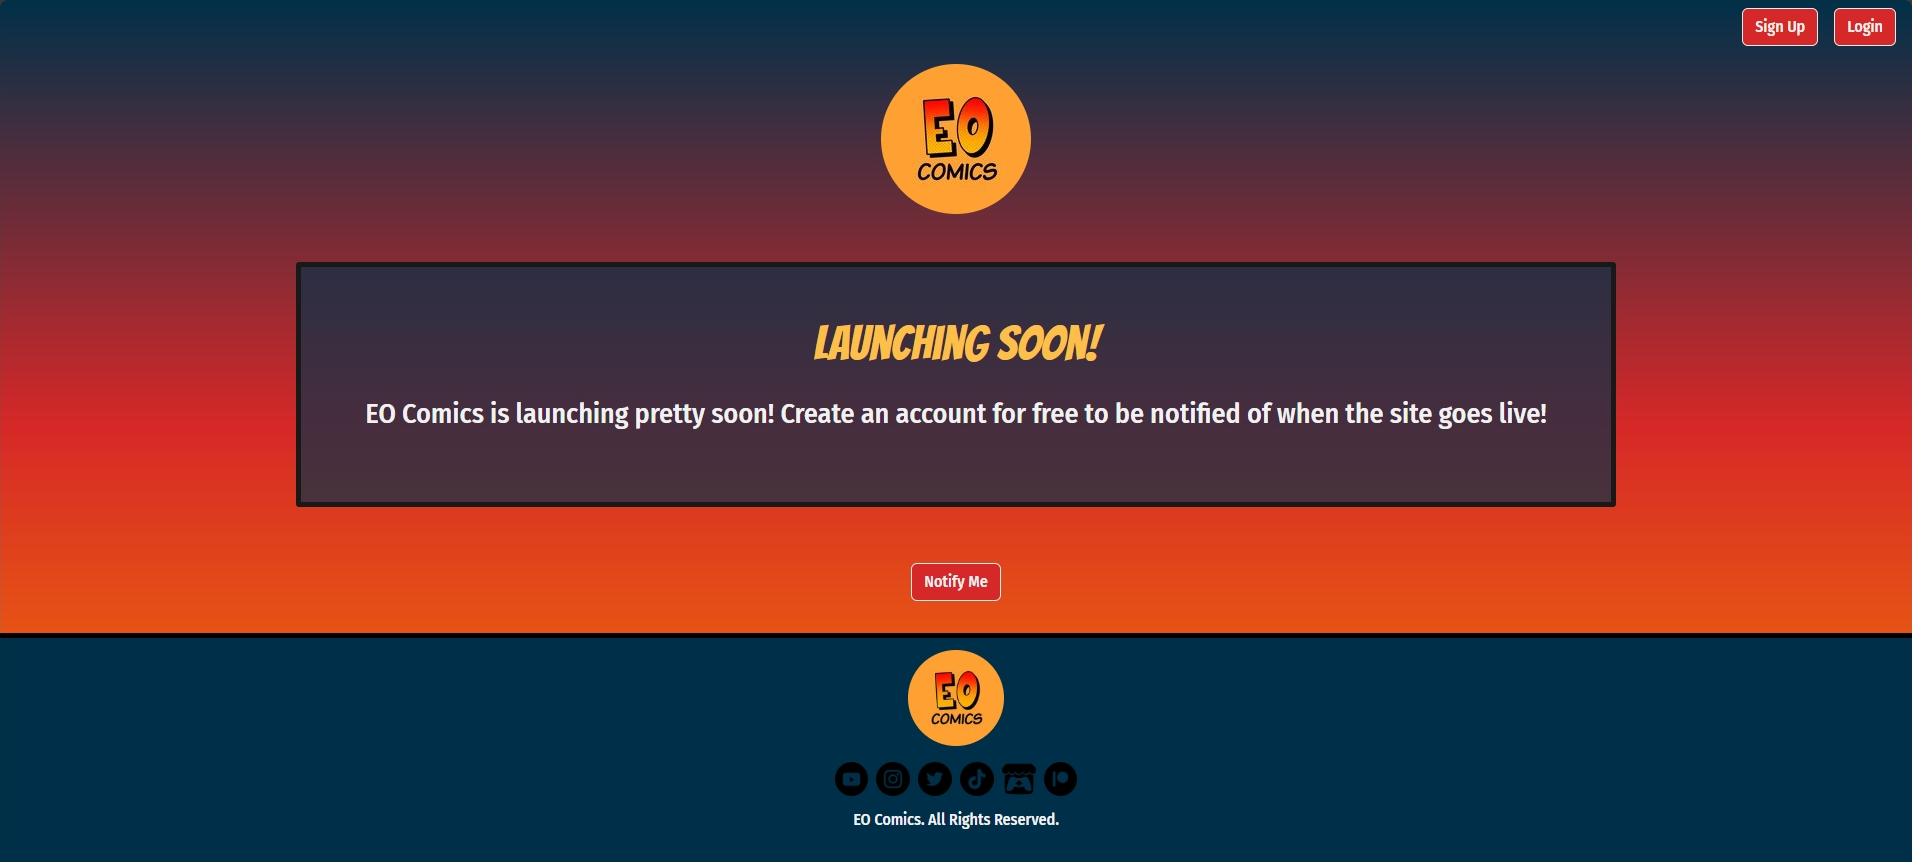 Sign Up
Login
EO
COMICS
LAUNCHING SOON!
EO Comics is launching pretty soon! Create an account for free to be notified of when the site goes live!
Notify Me
EO
COMICS
EO Comics. All Rights Reserved.